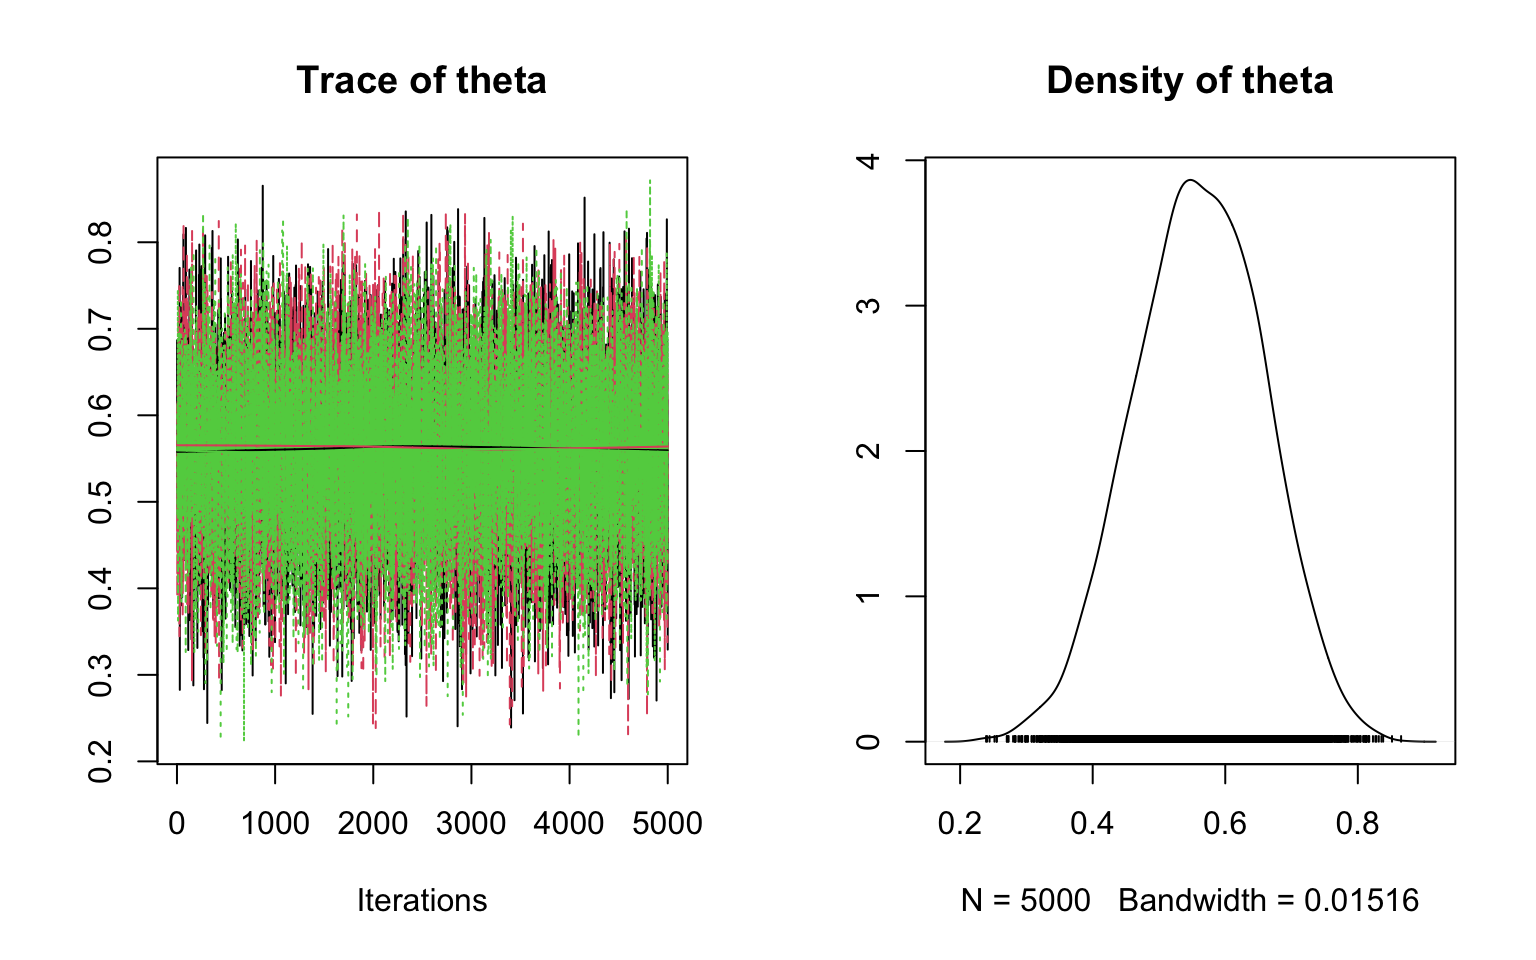 Trace of theta
0.8
0.7
0.6
0.5
0.4
0.3
0.2
0 1000 2000 3000 4000 5000
Iterations
Density of theta
4
3
2
1
0
0.2 0.4 0.6 0.8
N = 5000 Bandwidth = 0.01516